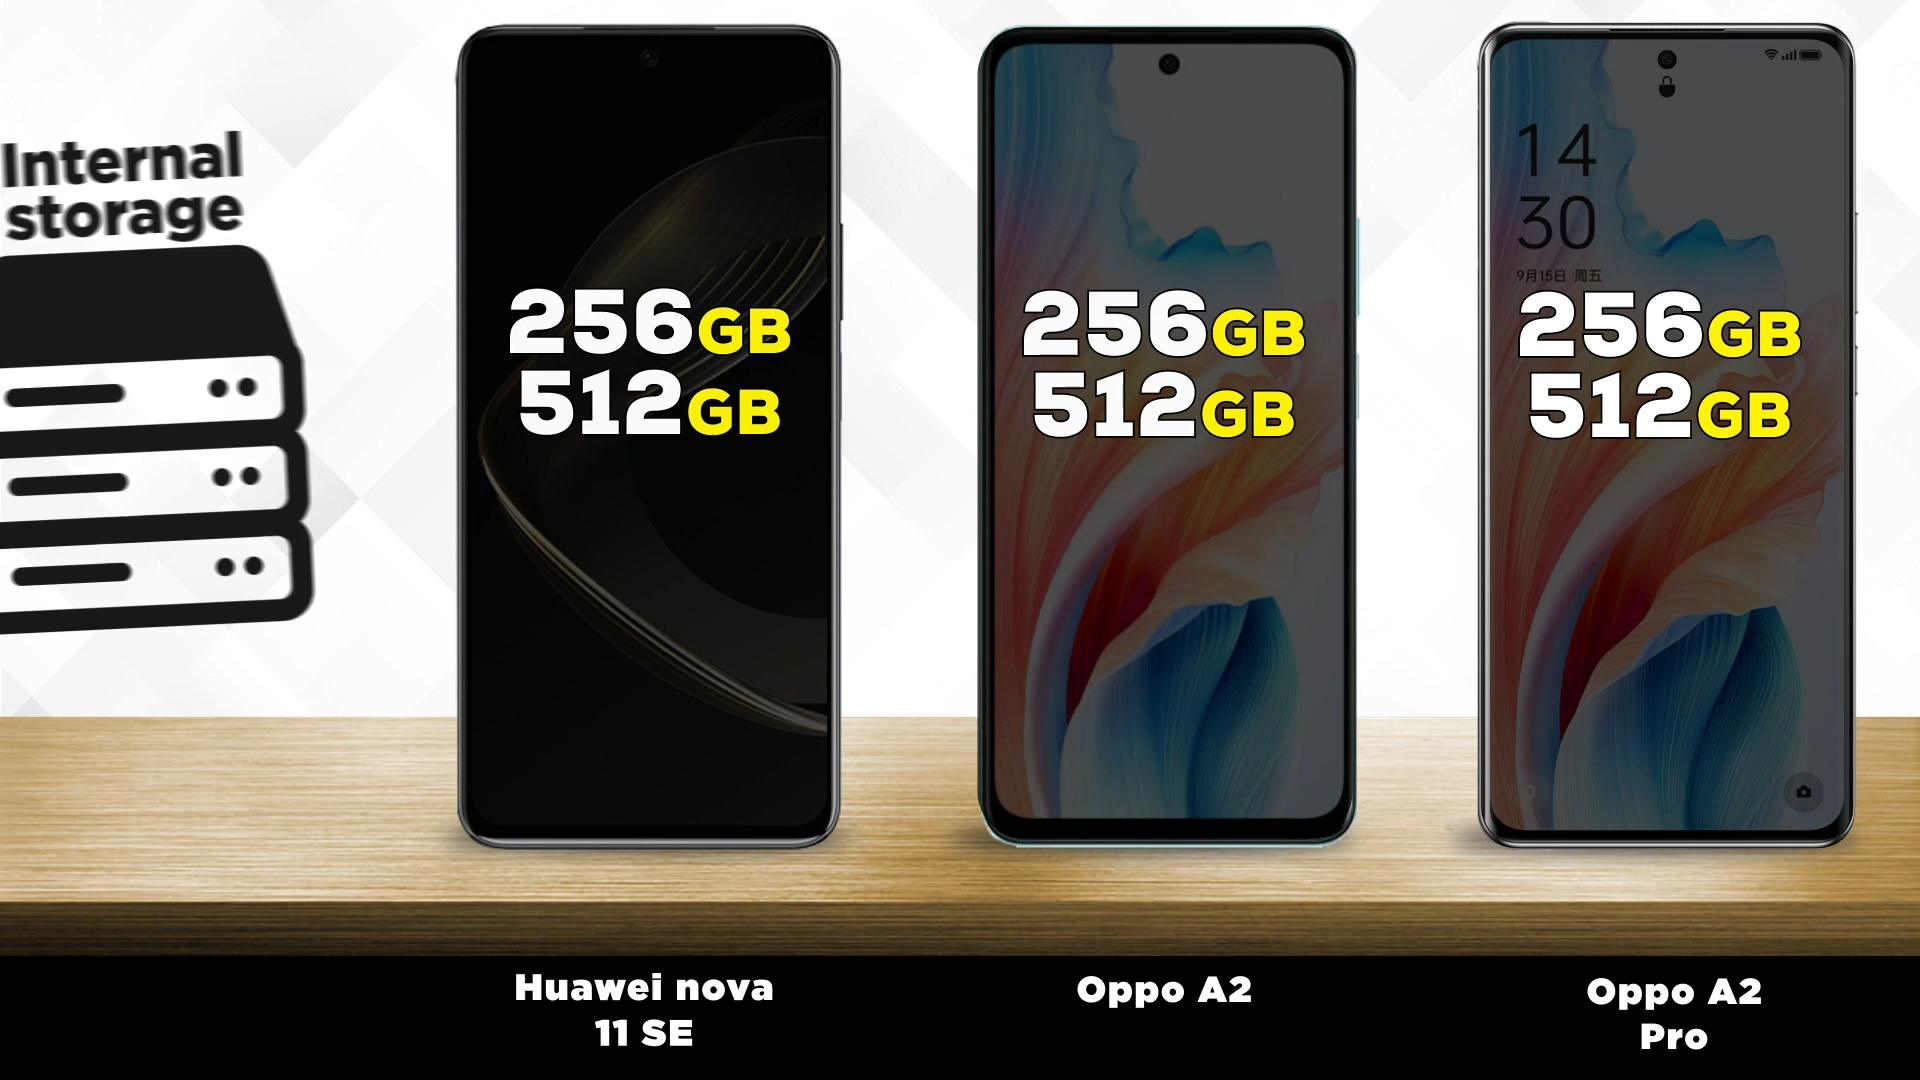 Internal
storage
256GB
512GB
256GB
512GB
14
30
9月15日 周五
256GB
512GB
Huawei nova
11 SE
Oppo A2
Oppo A2
Pro